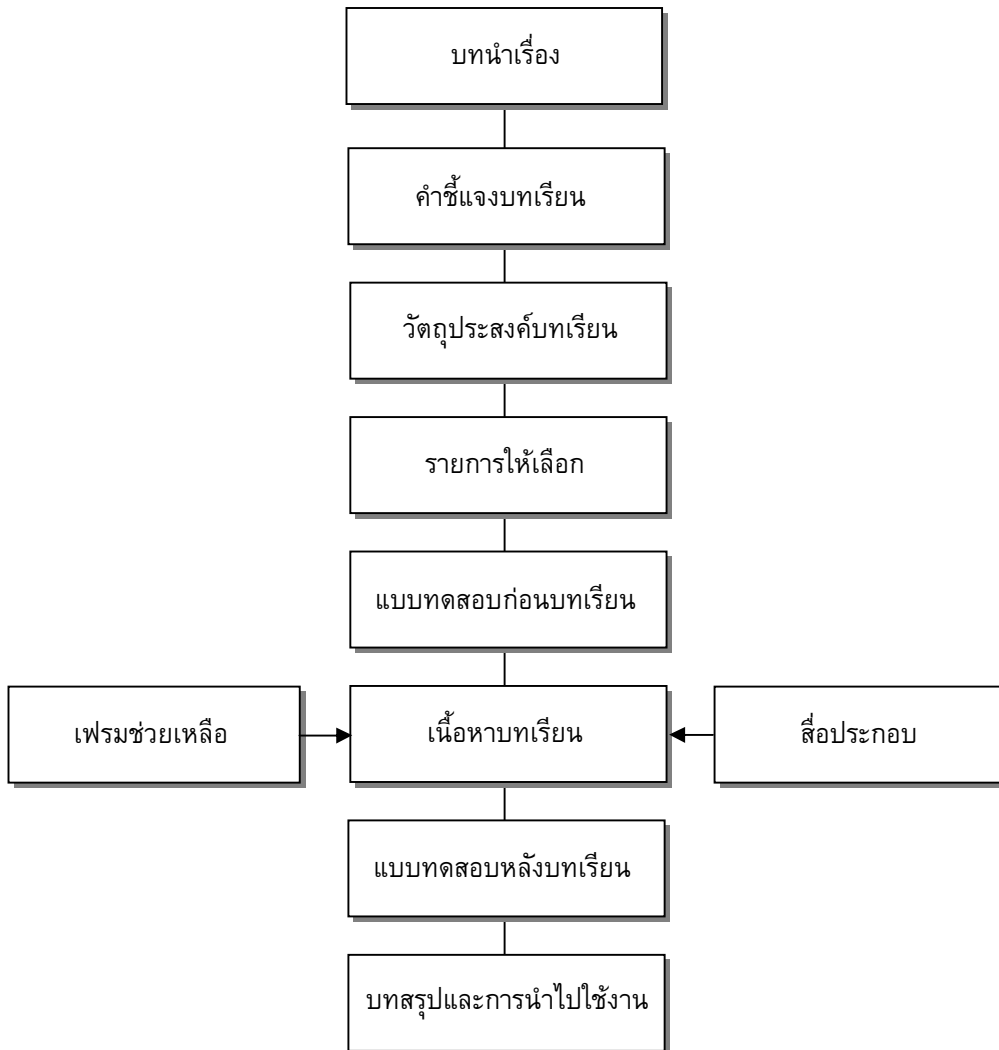 บทนำเรื่อง
คำชี้แจงบทเรียน
วัตถุประสงค์บทเรียน
รายการให้เลือก
แบบทดสอบก่อนบทเรียน
เฟรมช่วยเหลือ
เนื้อหาบทเรียน
สื่อประกอบ
แบบทดสอบหลังบทเรียน
บทสรุปและการนำไปใช้งาน